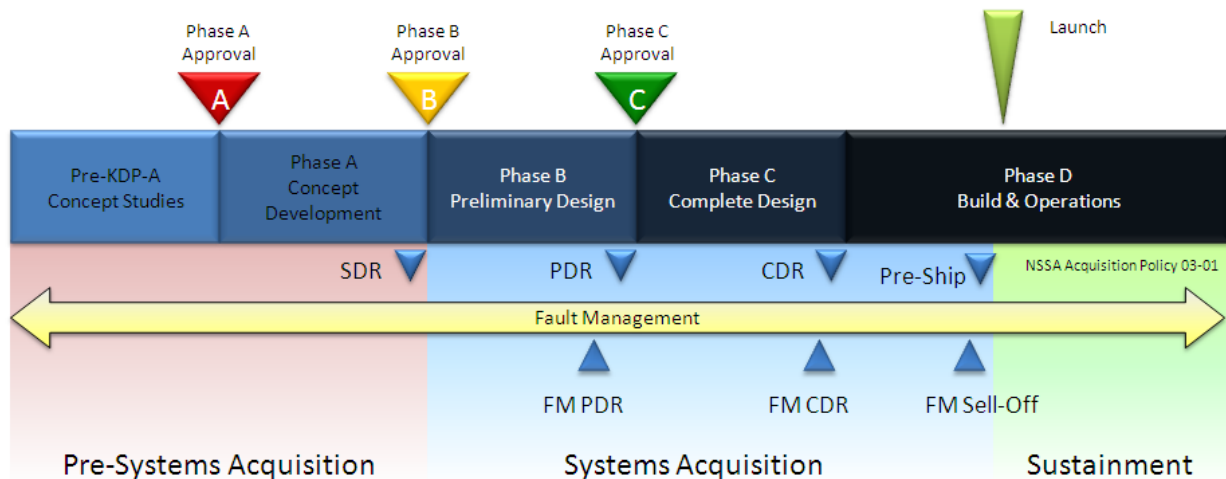 Phase A
Approval
Phase B
Approval
Phase C
Approval
Launch
A
B
C
Pre-KDP-A
Concept Studies
Phase A
Concept
Development
Phase B
Preliminary Design
Phase C
Complete Design
Phase D
Build & Operations
SDR
PDR
CDR
Pre-Ship
NSSA Acquisition Policy 03-01
Fault Management
FM PDR
FM CDR
FM Sell-Off
Pre-Systems Acquisition
Systems Acquisition
Sustainment